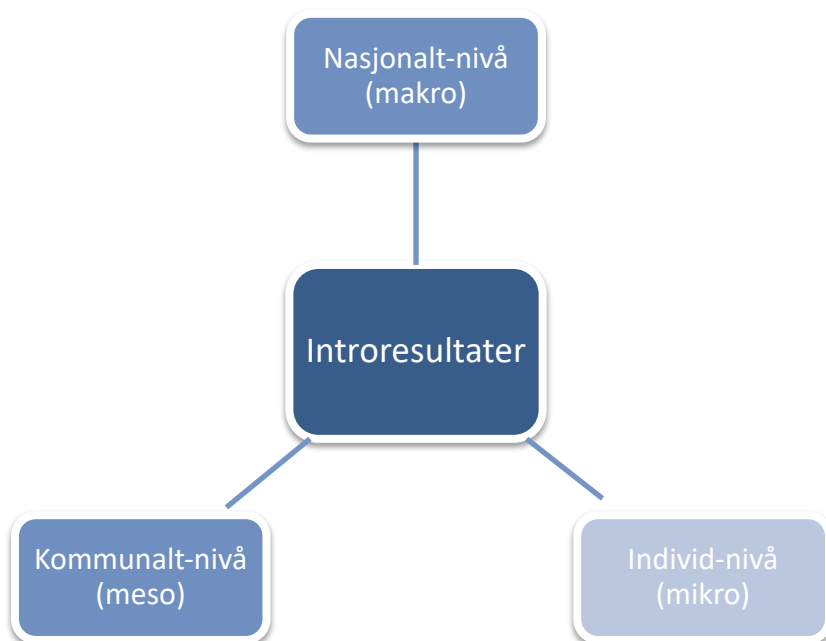 Nasjonalt-nivå
(makro)
Introresultater
Kommunalt-nivå
(meso)
Individ-nivå
(mikro)